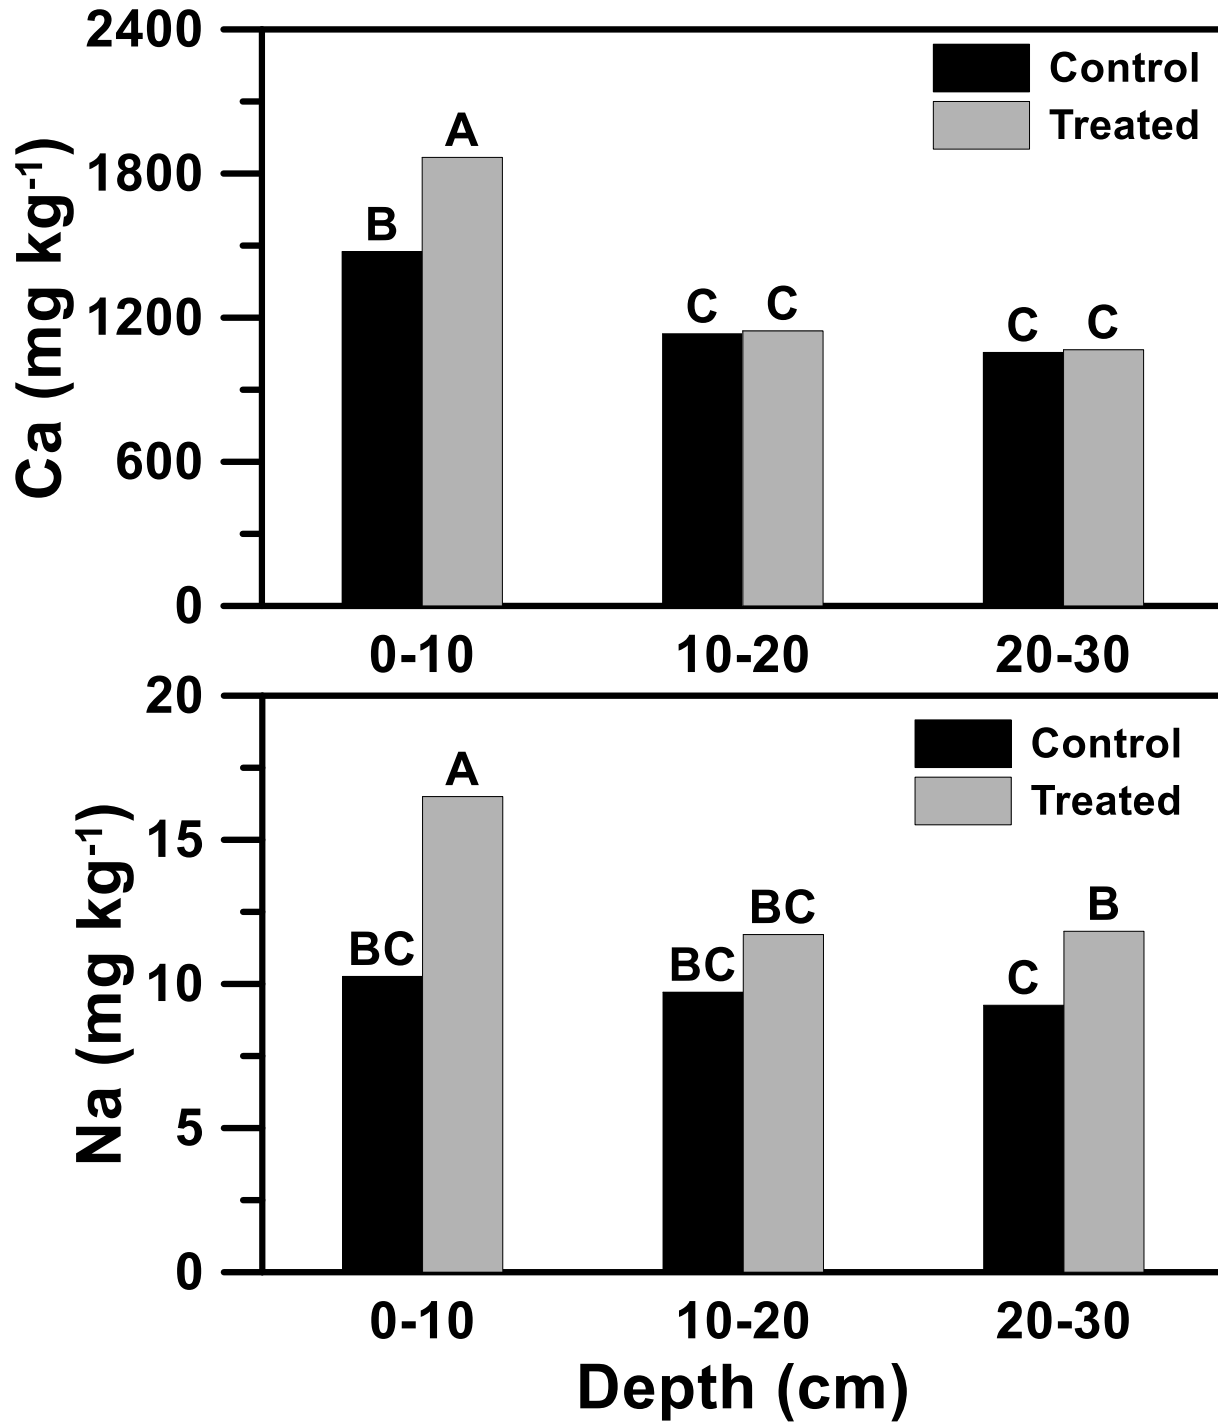 2400
1800
1200
600
0
Ca (mg kg⁻¹)
Control
Treated
B
A
C
C
C
C
0-10
10-20
20-30
20
15
10
5
0
Na (mg kg⁻¹)
Control
Treated
BC
A
BC
BC
C
B
0-10
10-20
20-30
Depth (cm)